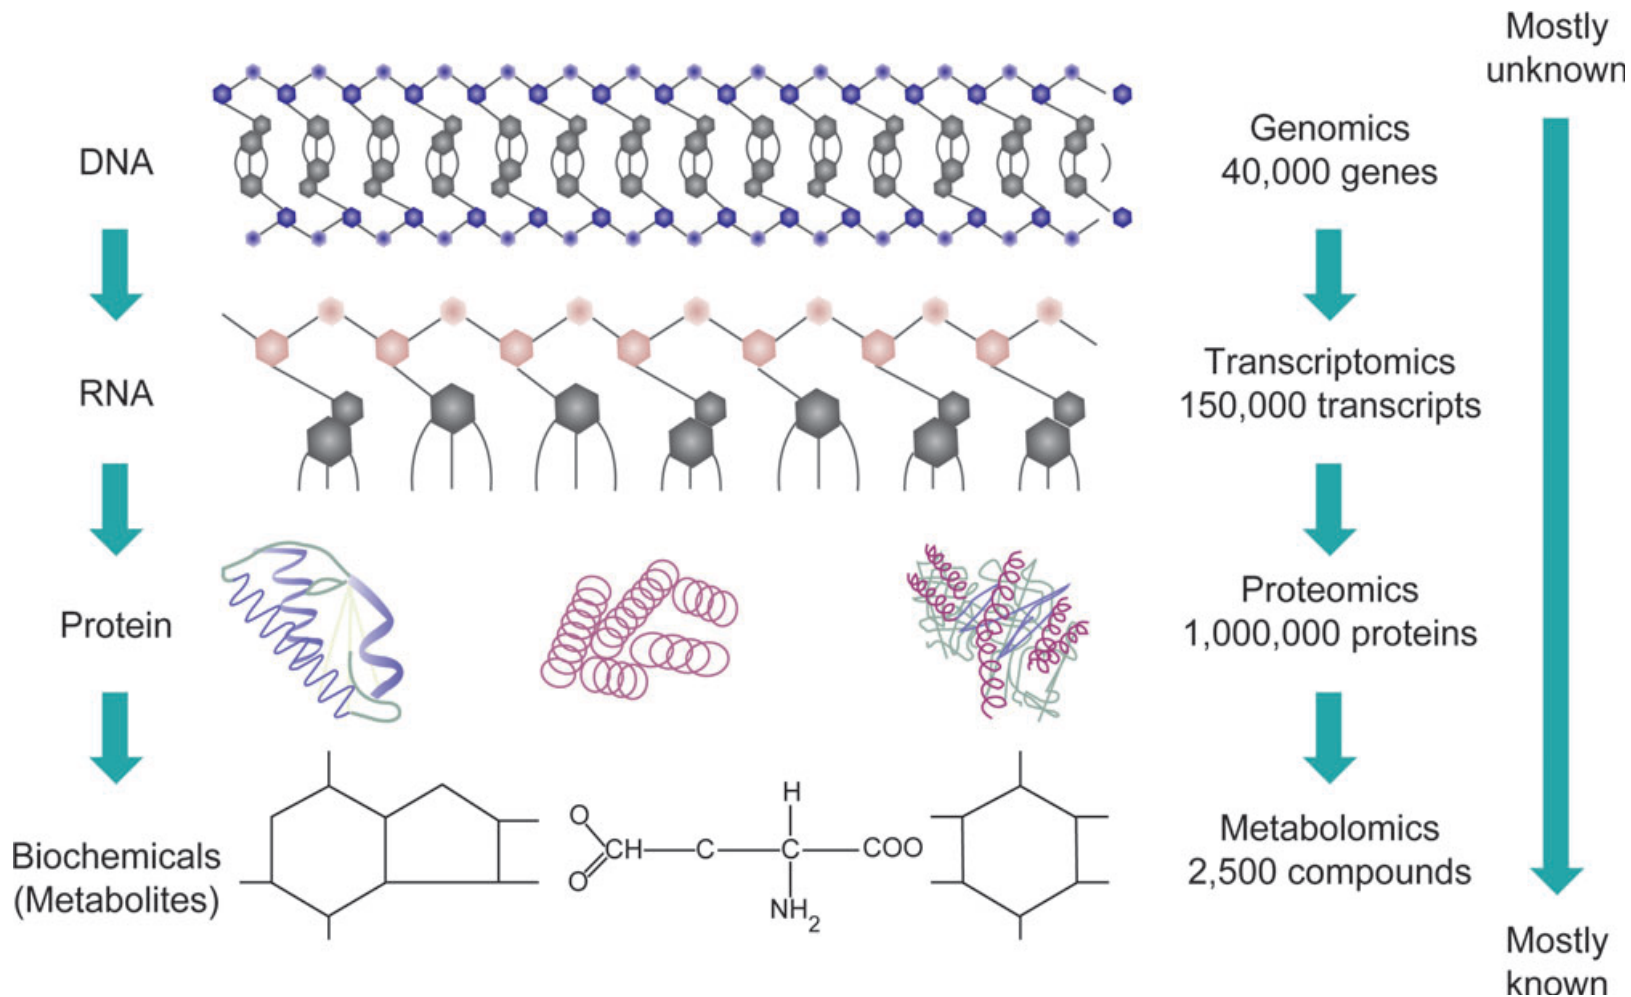 Mostly
unknown
DNA
Genomics
40,000 genes
RNA
Transcriptomics
150,000 transcripts
Protein
Proteomics
1,000,000 proteins
Biochemicals
(Metabolites)
O
CH
C
H
C
COO
O
NH2
Metabolomics
2,500 compounds
Mostly
known